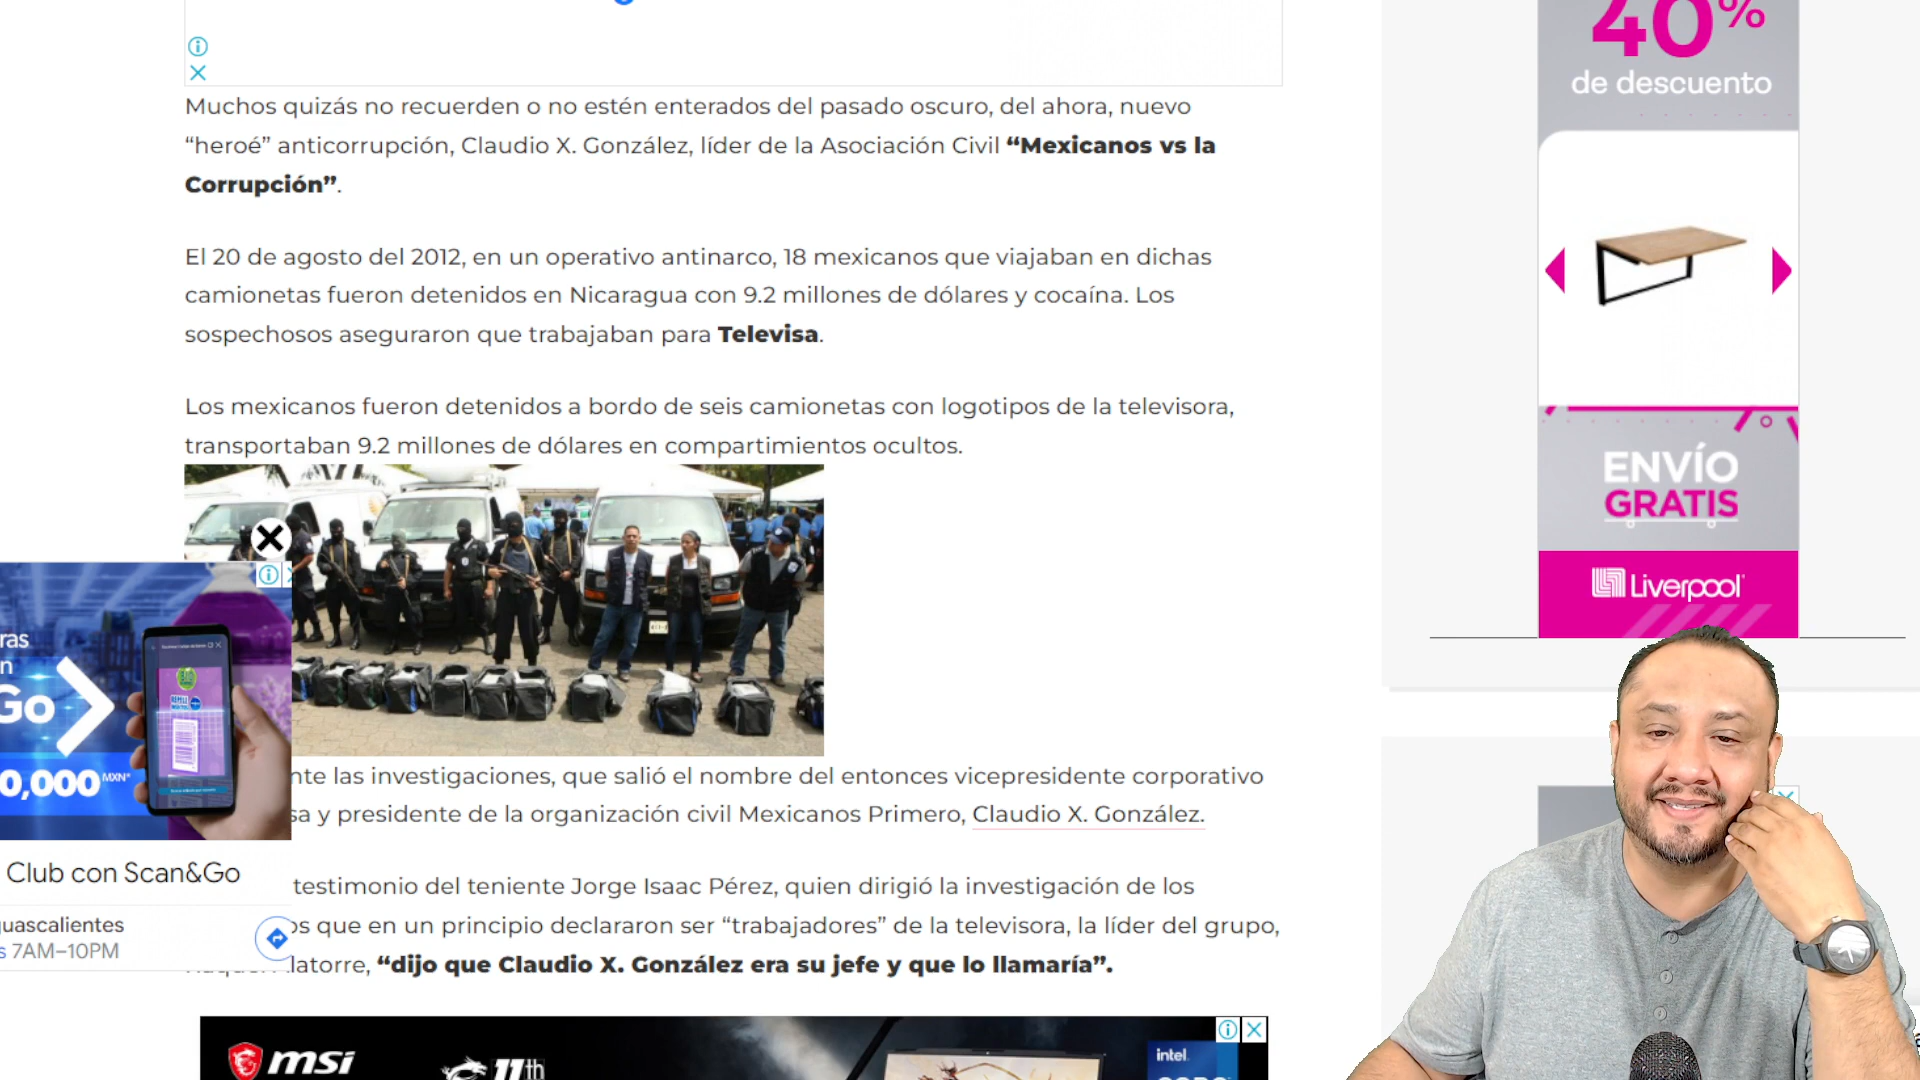 40%
de descuento
Muchos quizás no recuerden o no estén enterados del pasado oscuro, del ahora, nuevo
“heroé” anticorrupción, Claudio X. González, líder de la Asociación Civil “Mexicanos vs la
Corrupción”.
El 20 de agosto del 2012, en un operativo antinarco, 18 mexicanos que viajaban en dichas
camionetas fueron detenidos en Nicaragua con 9.2 millones de dólares y cocaína. Los
sospechosos aseguraron que trabajaban para Televisa.
Los mexicanos fueron detenidos a bordo de seis camionetas con logotipos de la televisora,
transportaban 9.2 millones de dólares en compartimientos ocultos.
ENVÍO
GRATIS
Liverpool
ras
n
Go
0,000 MXN*
nte las investigaciones, que salió el nombre del entonces vicepresidente corporativo
sa y presidente de la organización civil Mexicanos Primero, Claudio X. González.
Club con Scan&Go
testimonio del teniente Jorge Isaac Pérez, quien dirigió la investigación de los
os que en un principio declararon ser “trabajadores” de la televisora, la líder del grupo,
latorre, “dijo que Claudio X. González era su jefe y que lo llamaría”.
guascalientes
s 7AM–10PM
msi
11th
intel